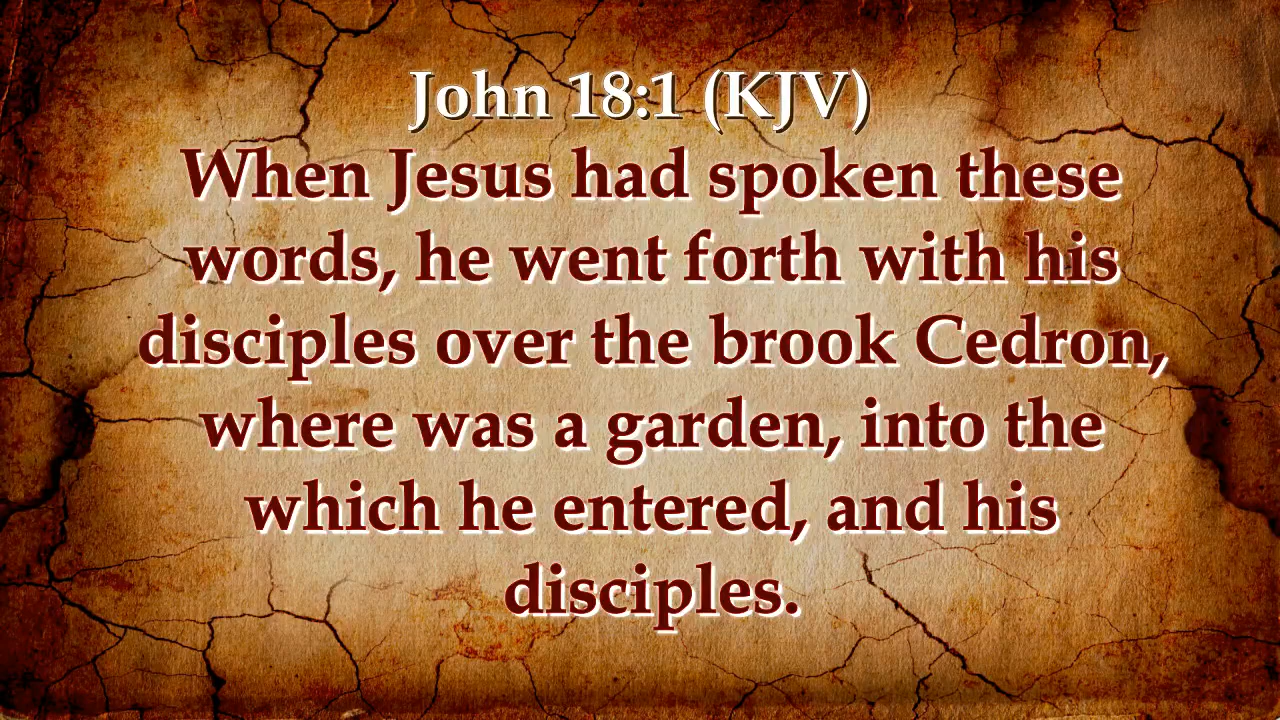 John 18:1 (KJV)
When Jesus had spoken these
words, he went forth with his
disciples over the brook Cedron,
where was a garden, into the
which he entered, and his
disciples.